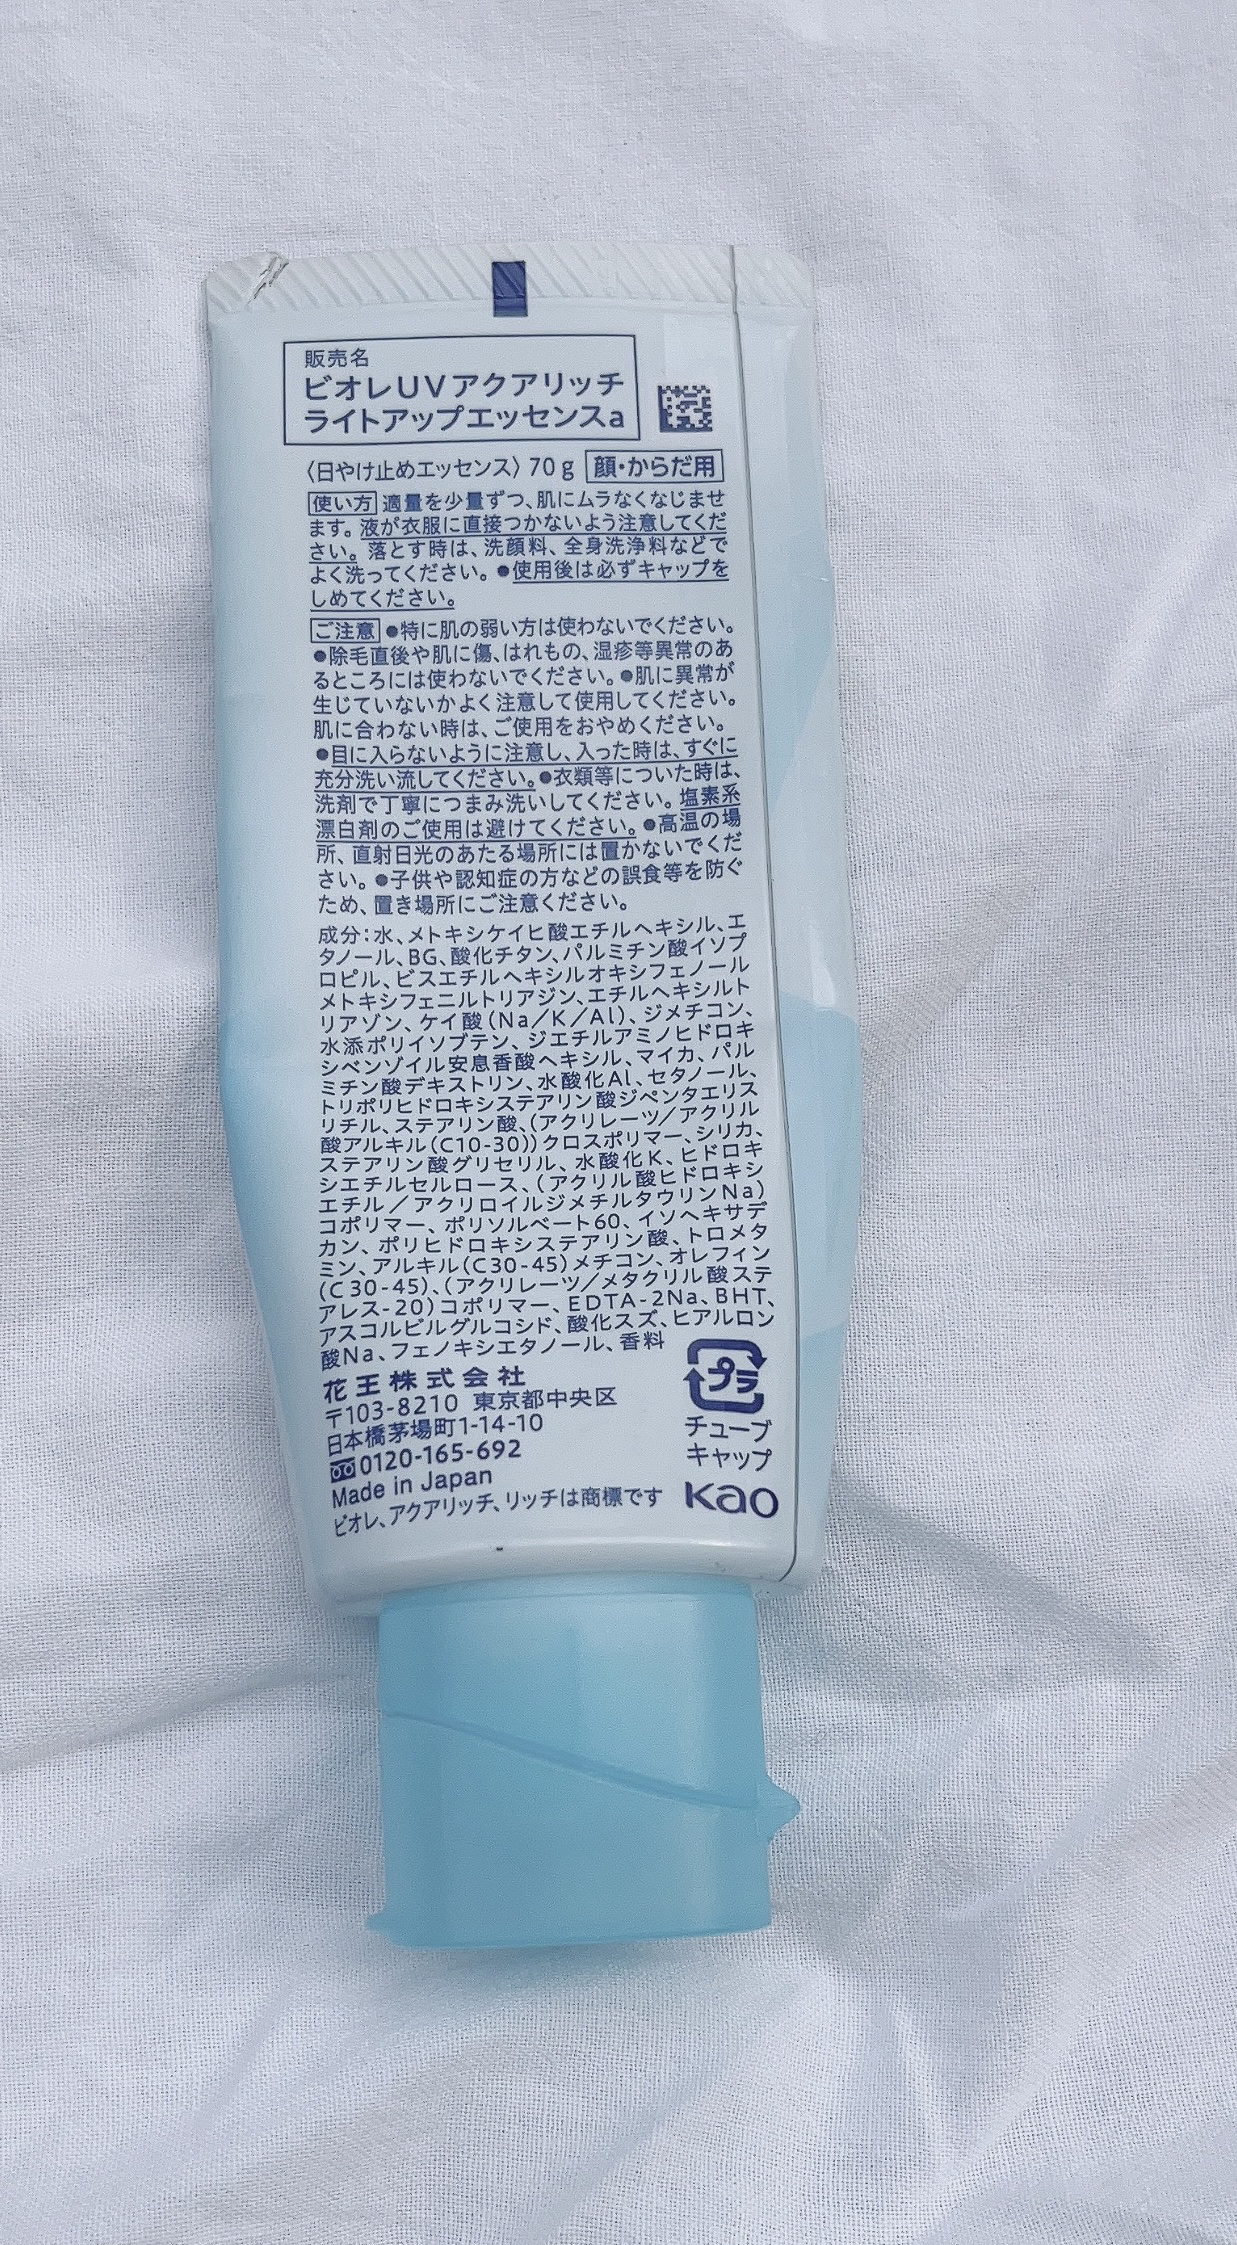 販売名
ビオレUVアクアリッチ
ライトアップエッセンスa
〈日やけ止めエッセンス〉70g 顔・からだ用
使い方 適量を少量ずつ、肌にムラなくなじませ
ます。液が衣服に直接つかないよう注意してくだ
さい。落とす時は、洗顔料、全身洗浄料などで
よく洗ってください。●使用後は必ずキャップを
しめてください。
ご注意 ●特に肌の弱い方は使わないでください。
●除毛直後や肌に傷、はれもの、湿疹等異常のあ
るところには使わないでください。●肌に異常が
生じていないかよく注意して使用してください。
肌に合わない時は、ご使用をおやめください。
●目に入らないように注意し、入った時は、すぐに
充分洗い流してください。●衣類等についた時は、
洗剤で丁寧につまみ洗いしてください。塩素系
漂白剤のご使用は避けてください。●高温の場
所、直射日光のあたる場所には置かないでくだ
さい。●子供や認知症の方などの誤食等を防ぐ
ため、置き場所にご注意ください。
成分：水、メトキシケイヒ酸エチルヘキシル、エ
タノール、BG、酸化チタン、パルミチン酸イソプ
ロピル、ビスエチルヘキシルオキシフェノール
メトキシフェニルトリアジン、エチルヘキシルト
リアゾン、ケイ酸（Na／K／Al）、ジメチコン、
水添ポリイソブテン、ジエチルアミノヒドロキ
シベンゾイル安息香酸ヘキシル、マイカ、パル
ミチン酸デキストリン、水酸化Al、セタノール、
トリポリヒドロキシステアリン酸ジペンタエリス
リチル、ステアリン酸、（アクリレーツ／アクリル
酸アルキル（C10-30））クロスポリマー、シリカ、
ステアリン酸グリセリル、水酸化K、ヒドロキ
シエチルセルロース、（アクリル酸ヒドロキシ
エチル／アクリロイルジメチルタウリンNa）
コポリマー、ポリソルベート60、イソヘキサデ
カン、ポリヒドロキシステアリン酸、トロメタ
ミン、アルキル（C30-45）メチコン、オレフィン
（C30-45）、（アクリレーツ／メタクリル酸ステ
アレス-20）コポリマー、EDTA-2Na、BHT、
アスコルビルグルコシド、酸化スズ、ヒアルロン
酸Na、フェノキシエタノール、香料
花王株式会社
〒103-8210 東京都中央区
日本橋茅場町1-14-10
0120-165-692
Made in Japan
ビオレ、アクアリッチ、リッチは商標です
プラ
チューブ
キャップ
Kao